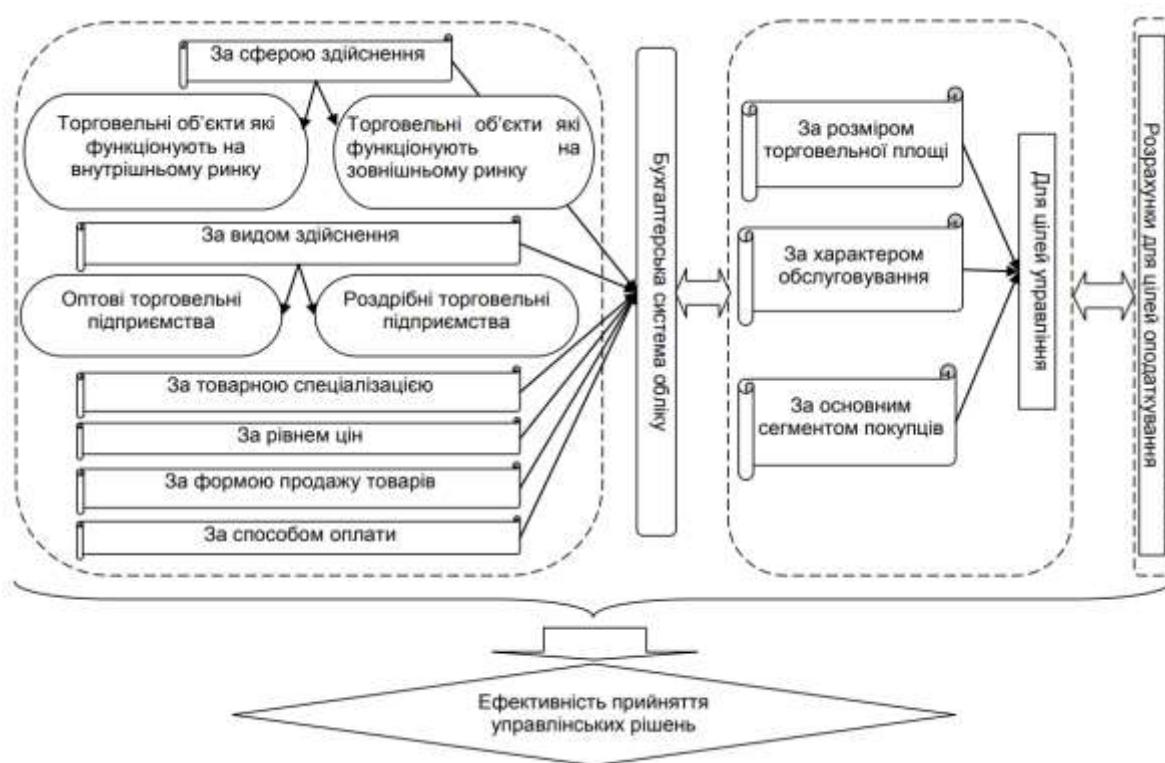 За сферою здійснення
Торговельні об’єкти які
функціонують на
внутрішньому ринку
Торговельні об’єкти які
функціонують на
зовнішньому ринку
За видом здійснення
Оптові торговельні
підприємства
Роздрібні торговельні
підприємства
За товарною спеціалізацією
За рівнем цін
За формою продажу товарів
За способом оплати
Бухгалтерська система обліку
За розміром
торговельної площі
За характером
обслуговування
За основним
сегментом покупців
Для цілей управління
Розрахунки для цілей оподаткування
Ефективність прийняття
управлінських рішень